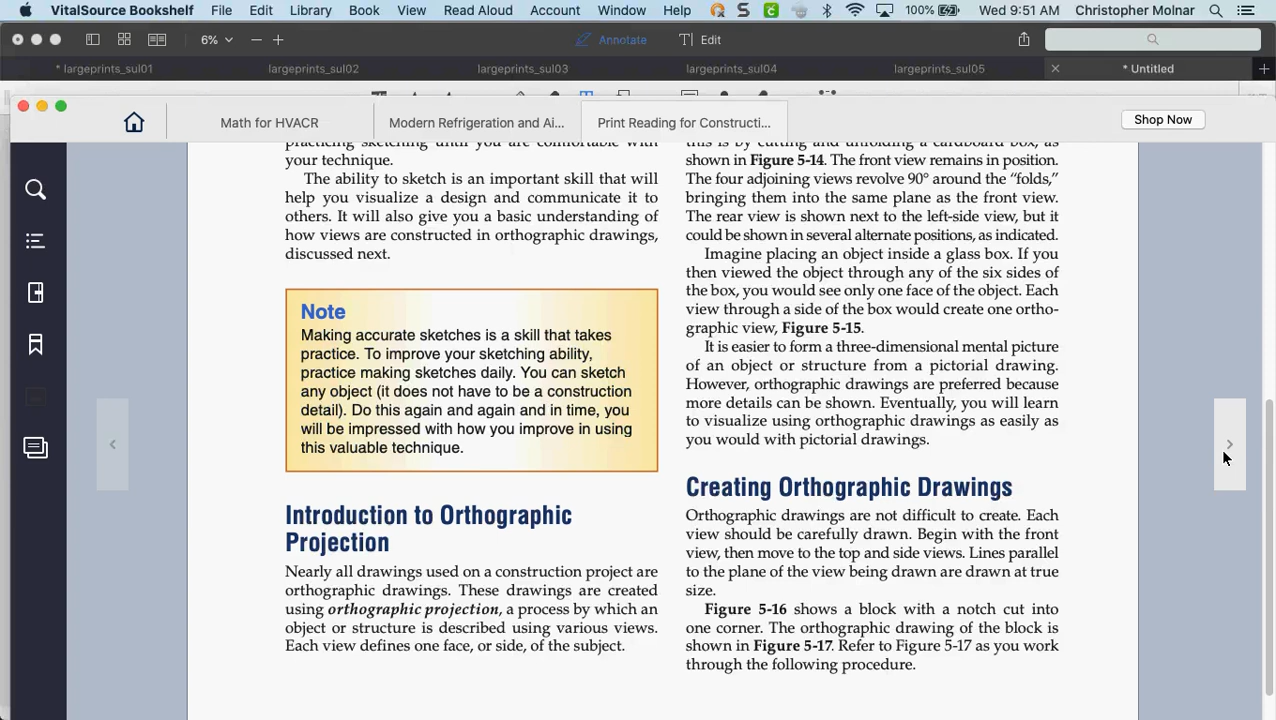 VitalSource Bookshelf File Edit Library Book View Read Aloud Account Window Help 100% Wed 9:51 AM Christopher Molnar
6% Annotate Edit
* largeprints_sul01 largeprints_sul02 largeprints_sul03 largeprints_sul04 largeprints_sul05 * Untitled
Math for HVACR Modern Refrigeration and Ai... Print Reading for Constructi... Shop Now
practicing sketching until you are comfortable with
your technique.
The ability to sketch is an important skill that will
help you visualize a design and communicate it to
others. It will also give you a basic understanding of
how views are constructed in orthographic drawings,
discussed next.
Note
Making accurate sketches is a skill that takes
practice. To improve your sketching ability,
practice making sketches daily. You can sketch
any object (it does not have to be a construction
detail). Do this again and again and in time, you
will be impressed with how you improve in using
this valuable technique.
Introduction to Orthographic
Projection
Nearly all drawings used on a construction project are
orthographic drawings. These drawings are created
using orthographic projection, a process by which an
object or structure is described using various views.
Each view defines one face, or side, of the subject.
this is by cutting and unfolding a cardboard box, as
shown in Figure 5-14. The front view remains in position.
The four adjoining views revolve 90° around the “folds,”
bringing them into the same plane as the front view.
The rear view is shown next to the left-side view, but it
could be shown in several alternate positions, as indicated.
Imagine placing an object inside a glass box. If you
then viewed the object through any of the six sides of
the box, you would see only one face of the object. Each
view through a side of the box would create one ortho-
graphic view, Figure 5-15.
It is easier to form a three-dimensional mental picture
of an object or structure from a pictorial drawing.
However, orthographic drawings are preferred because
more details can be shown. Eventually, you will learn
to visualize using orthographic drawings as easily as
you would with pictorial drawings.
Creating Orthographic Drawings
Orthographic drawings are not difficult to create. Each
view should be carefully drawn. Begin with the front
view, then move to the top and side views. Lines parallel
to the plane of the view being drawn are drawn at true
size.
Figure 5-16 shows a block with a notch cut into
one corner. The orthographic drawing of the block is
shown in Figure 5-17. Refer to Figure 5-17 as you work
through the following procedure.